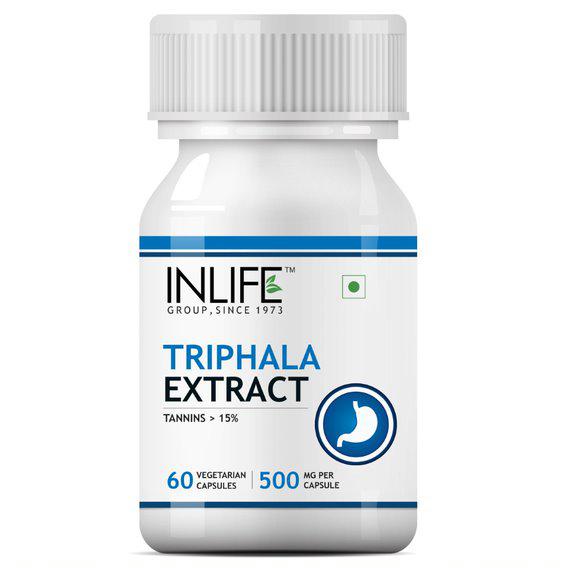 INLIFE™
GROUP, SINCE 1973
TRIPHALA
EXTRACT
TANNINS > 15%
60 VEGETARIAN CAPSULES | 500 MG PER CAPSULE